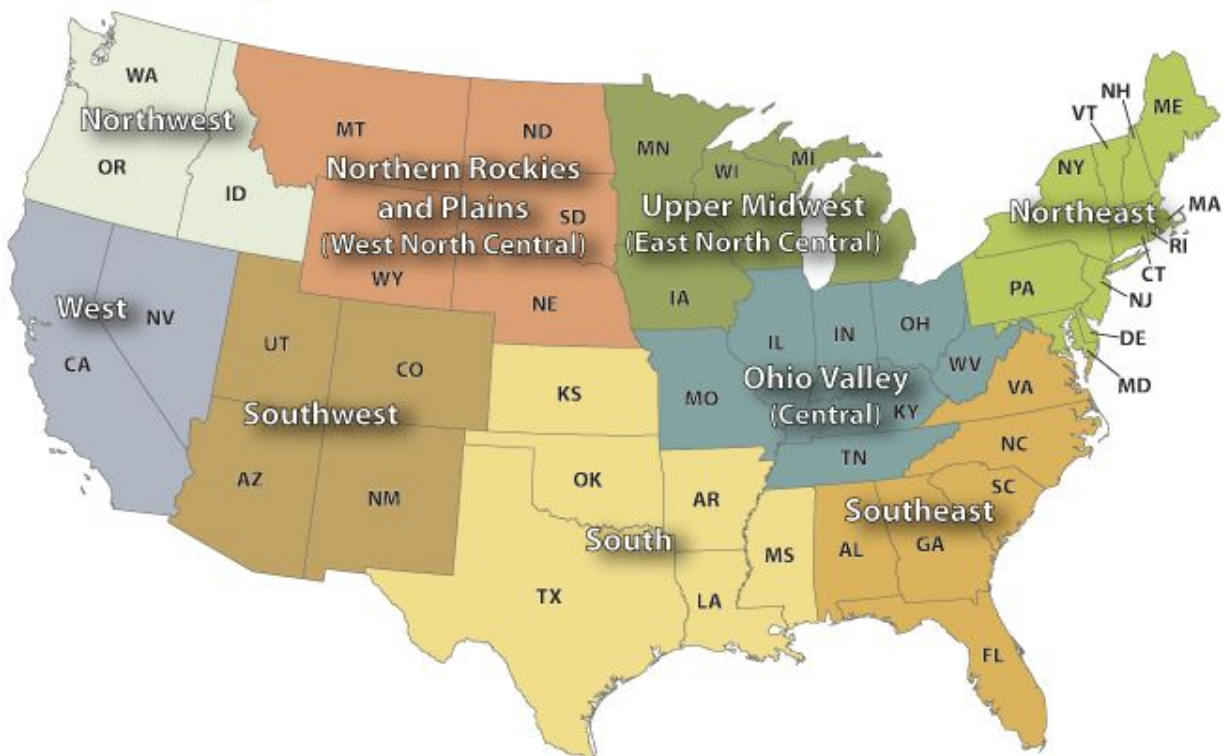 WA
Northwest
OR
ID
MT
ND
Northern Rockies
and Plains
(West North Central)
SD
WY
NE
MN
WI
MI
Upper Midwest
(East North Central)
IA
NH
VT
ME
NY
Northeast
MA
RI
CT
PA
NJ
DE
MD
West
NV
CA
UT
CO
Southwest
AZ
NM
KS
OK
AR
South
TX
LA
MS
IL
IN
OH
WV
MO
Ohio Valley
(Central)
KY
TN
VA
NC
SC
Southeast
AL
GA
FL